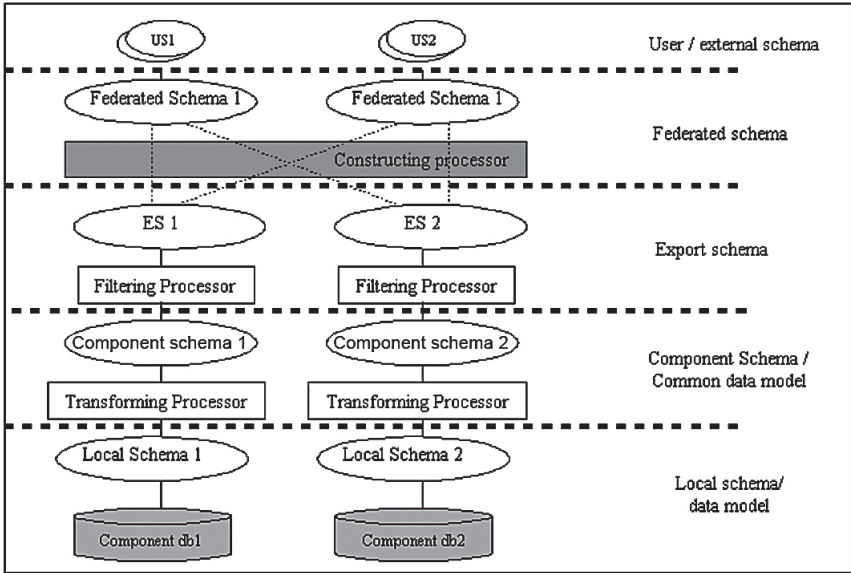 US1
US2
User / external schema
Federated Schema 1
Federated Schema 1
Federated schema
Constructing processor
ES 1
ES 2
Export schema
Filtering Processor
Filtering Processor
Component schema 1
Component schema 2
Component Schema /
Common data model
Transforming Processor
Transforming Processor
Local Schema 1
Local Schema 2
Local schema/
data model
Component db1
Component db2